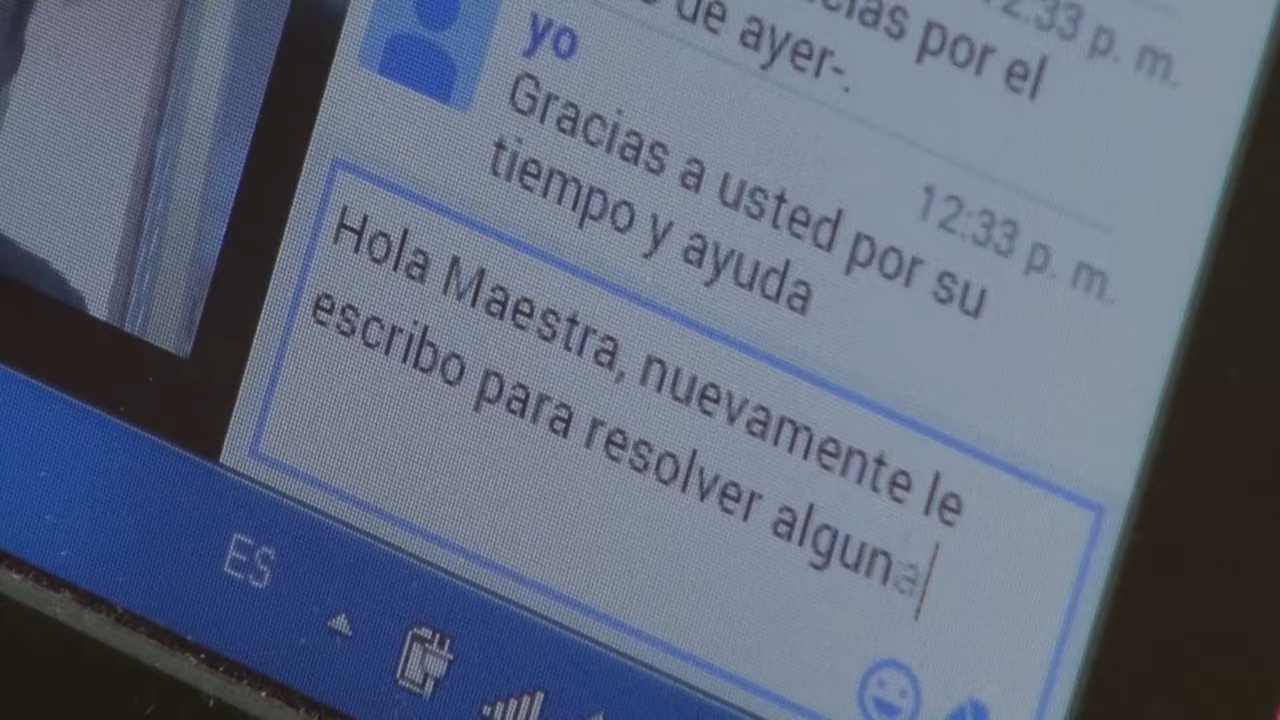 12:33 p. m.
por el
de ayer-.
yo
12:33 p. m.
Gracias a usted por su
tiempo y ayuda
Hola Maestra, nuevamente le
escribo para resolver alguna
ES